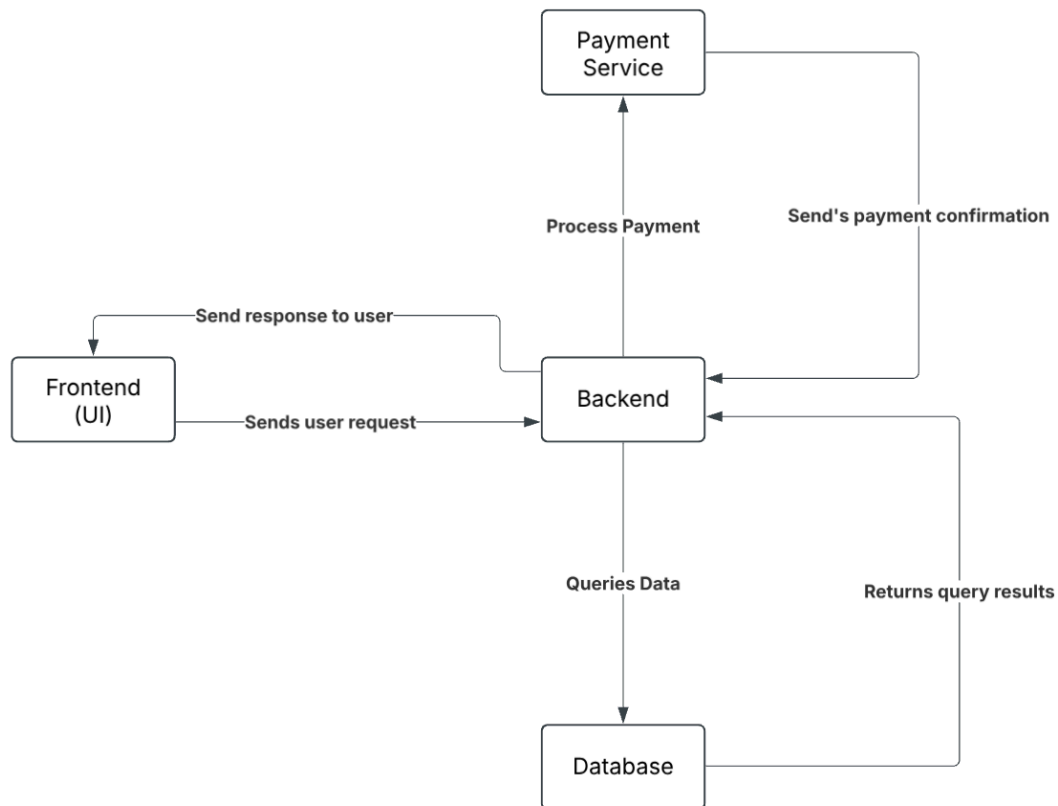 Payment
Service
Process Payment
Send's payment confirmation
Send response to user
Frontend
(UI)
Sends user request
Backend
Queries Data
Returns query results
Database